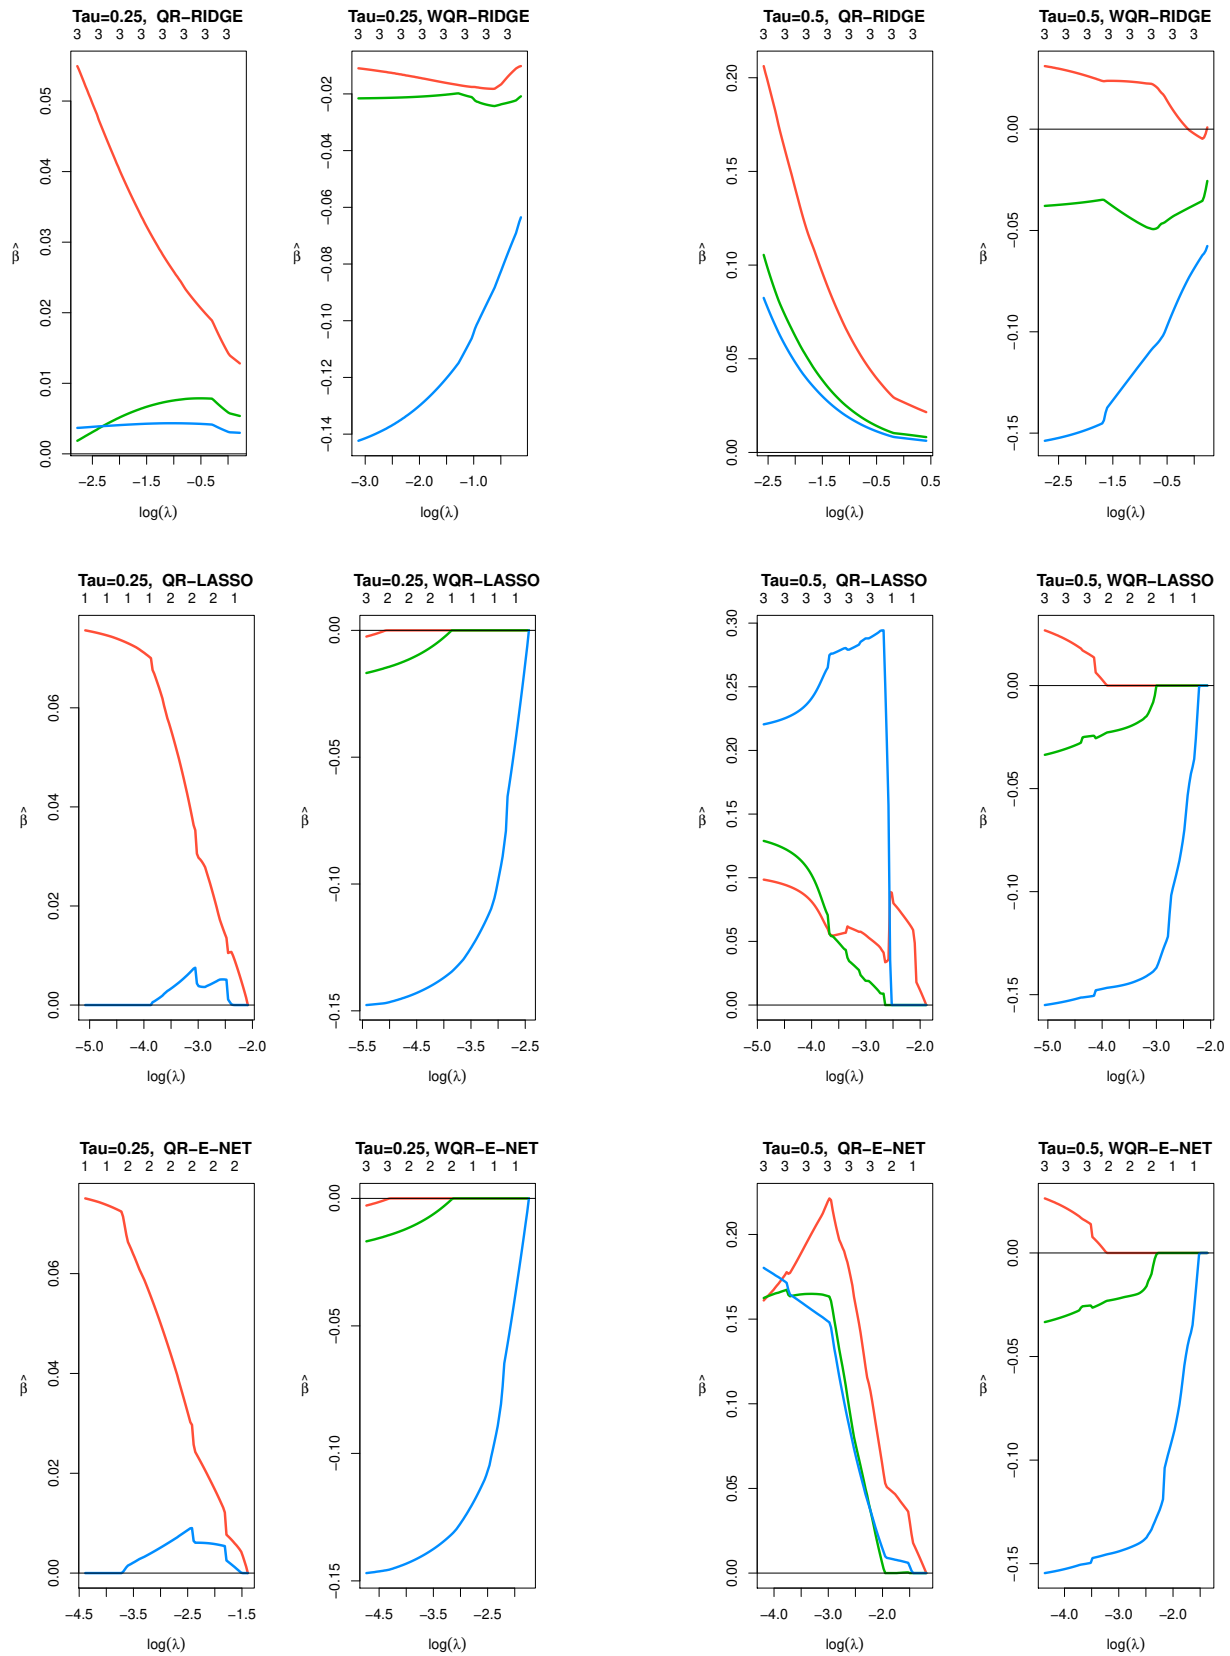 Tau=0.25, QR−RIDGE
3 3 3 3 3 3 3 3
0.00 0.01 0.02 0.03 0.04 0.05
β^
−2.5 −1.5 −0.5
log(λ)
Tau=0.25, WQR−RIDGE
3 3 3 3 3 3 3 3
−0.14 −0.12 −0.10 −0.08 −0.06 −0.04 −0.02
β^
−3.0 −2.0 −1.0
log(λ)
Tau=0.5, QR−RIDGE
3 3 3 3 3 3 3 3
0.00 0.05 0.10 0.15 0.20
β^
−2.5 −1.5 −0.5 0.5
log(λ)
Tau=0.5, WQR−RIDGE
3 3 3 3 3 3 3 3
−0.15 −0.10 −0.05 0.00
β^
−2.5 −1.5 −0.5
log(λ)
Tau=0.25, QR−LASSO
1 1 1 1 2 2 2 1
0.00 0.02 0.04 0.06
β^
−5.0 −4.0 −3.0 −2.0
log(λ)
Tau=0.25, WQR−LASSO
3 2 2 2 1 1 1 1
−0.15 −0.10 −0.05 0.00
β^
−5.5 −4.5 −3.5 −2.5
log(λ)
Tau=0.5, QR−LASSO
3 3 3 3 3 3 1 1
0.00 0.05 0.10 0.15 0.20 0.25 0.30
β^
−5.0 −4.0 −3.0 −2.0
log(λ)
Tau=0.5, WQR−LASSO
3 3 3 2 2 2 1 1
−0.15 −0.10 −0.05 0.00
β^
−5.0 −4.0 −3.0 −2.0
log(λ)
Tau=0.25, QR−E−NET
1 1 2 2 2 2 2 2
0.00 0.02 0.04 0.06
β^
−4.5 −3.5 −2.5 −1.5
log(λ)
Tau=0.25, WQR−E−NET
3 3 2 2 2 1 1 1
−0.15 −0.10 −0.05 0.00
β^
−4.5 −3.5 −2.5
log(λ)
Tau=0.5, QR−E−NET
3 3 3 3 3 3 2 1
0.00 0.05 0.10 0.15 0.20
β^
−4.0 −3.0 −2.0 −1.0
log(λ)
Tau=0.5, WQR−E−NET
3 3 3 2 2 2 1 1
−0.15 −0.10 −0.05 0.00
β^
−4.0 −3.0 −2.0
log(λ)